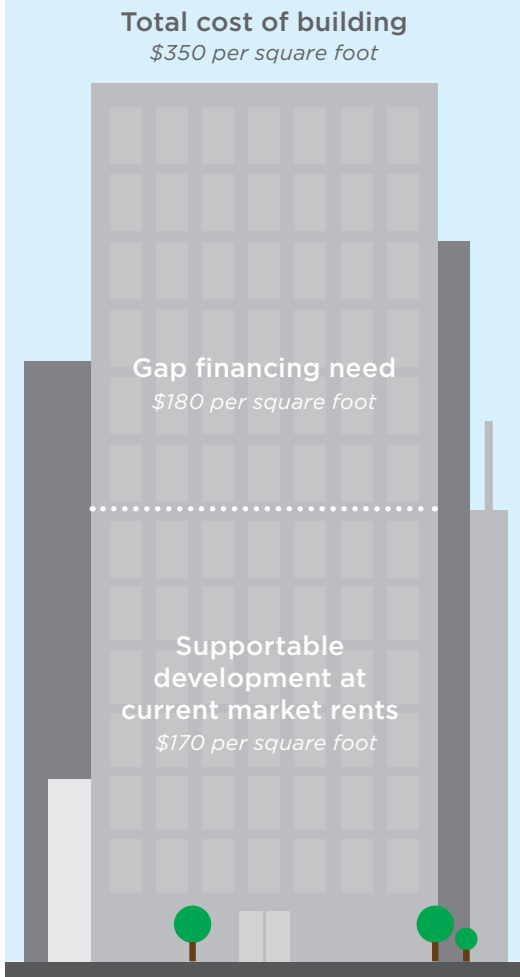 Total cost of building
$350 per square foot
Gap financing need
$180 per square foot
Supportable
development at
current market rents
$170 per square foot